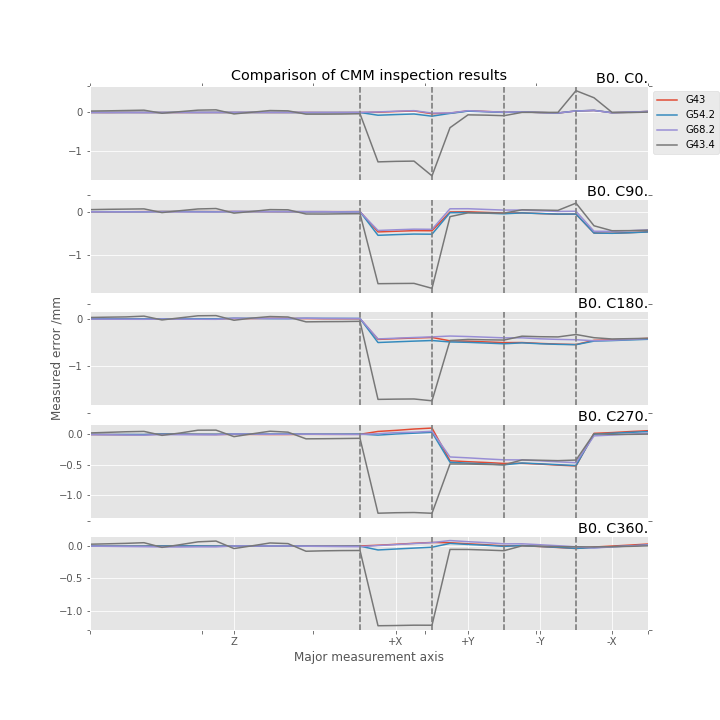 Comparison of CMM inspection results
B0. C0.
0
−1
G43
G54.2
G68.2
G43.4
B0. C90.
0
−1
B0. C180.
0
−1
B0. C270.
0.0
−0.5
−1.0
B0. C360.
0.0
−0.5
−1.0
Z
+X
+Y
-Y
-X
Major measurement axis
Measured error /mm